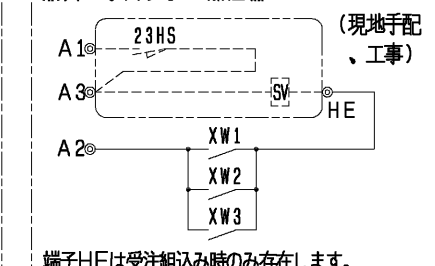 (現地手配
、工事)
A1
23HS
A3
SV
HE
A2
XW1
XW2
XW3
端子HEは受注組込み時のみ存在します。